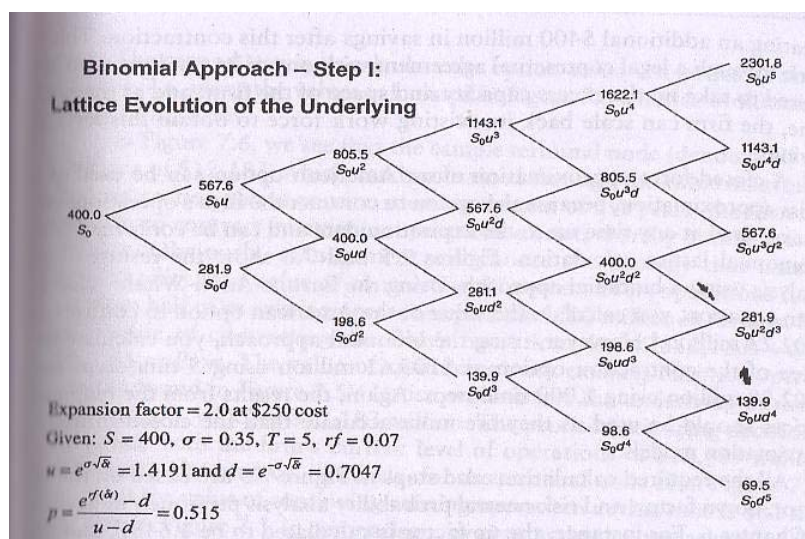 Binomial Approach – Step I:
Lattice Evolution of the Underlying
400.0
S₀
567.6
S₀u
281.9
S₀d
805.5
S₀u²
400.0
S₀ud
198.6
S₀d²
1143.1
S₀u³
567.6
S₀u²d
281.1
S₀ud²
139.9
S₀d³
1622.1
S₀u⁴
805.5
S₀u³d
400.0
S₀u²d²
198.6
S₀ud³
98.6
S₀d⁴
2301.8
S₀u⁵
1143.1
S₀u⁴d
567.6
S₀u³d²
281.9
S₀u²d³
139.9
S₀ud⁴
69.5
S₀d⁵
Expansion factor = 2.0 at $250 cost
Given: S = 400, σ = 0.35, T = 5, rf = 0.07
u = e^σ√δt = 1.4191 and d = e^-σ√δt = 0.7047
p = (e^rf(δt) – d) / (u – d) = 0.515